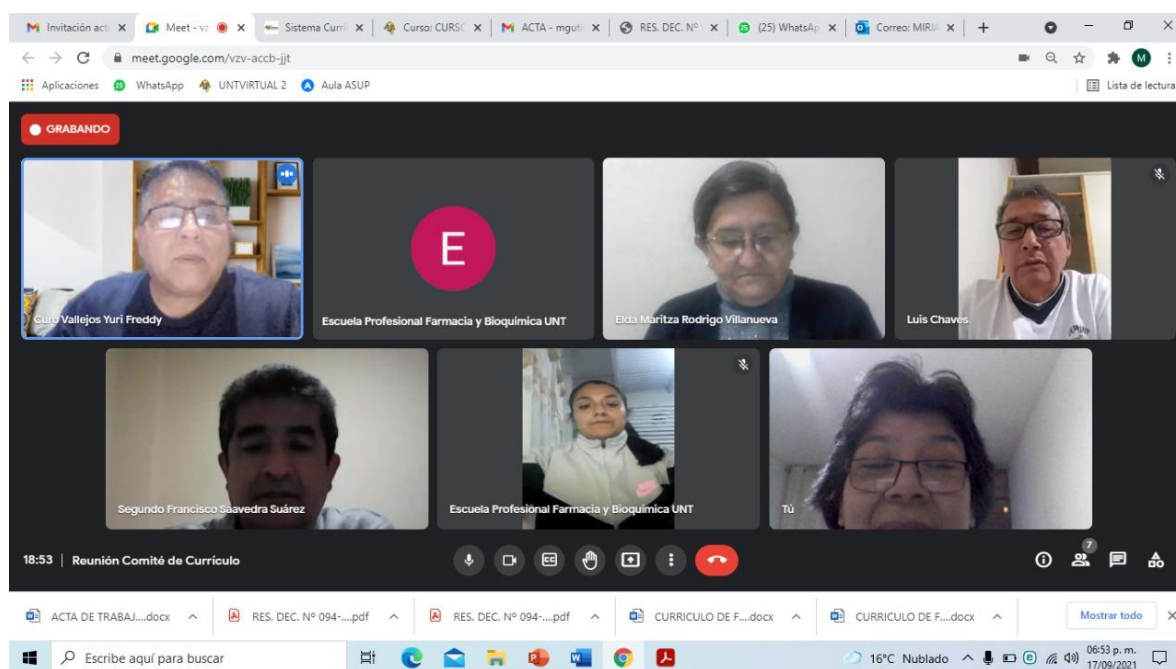 Invitación act
Meet - vz
Sistema Curri
Curso: CURSO
ACTA - mguti
RES. DEC. Nº
(25) WhatsAp
Correo: MIRIA
meet.google.com/vzv-accb-jjt
M
Aplicaciones
WhatsApp
UNTVIRTUAL 2
Aula ASUP
Lista de lectura
GRABANDO
Curo Vallejos Yuri Freddy
E
Escuela Profesional Farmacia y Bioquímica UNT
Elda Maritza Rodrigo Villanueva
Luis Chaves
Segundo Francisco Saavedra Suárez
Escuela Profesional Farmacia y Bioquímica UNT
Tú
18:53 | Reunión Comité de Currículo
7
ACTA DE TRABAJ....docx
RES. DEC. Nº 094-....pdf
RES. DEC. Nº 094-....pdf
CURRICULO DE F....docx
CURRICULO DE F....docx
Mostrar todo
Escribe aquí para buscar
16°C Nublado
06:53 p. m.
17/09/2021